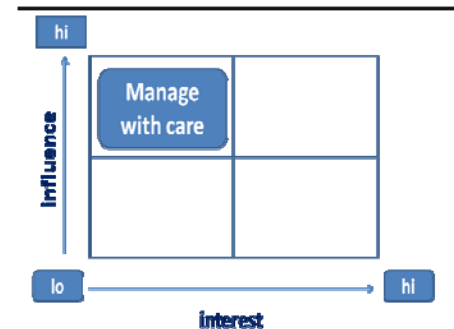 hi
Manage
with care
influence
lo
hi
interest